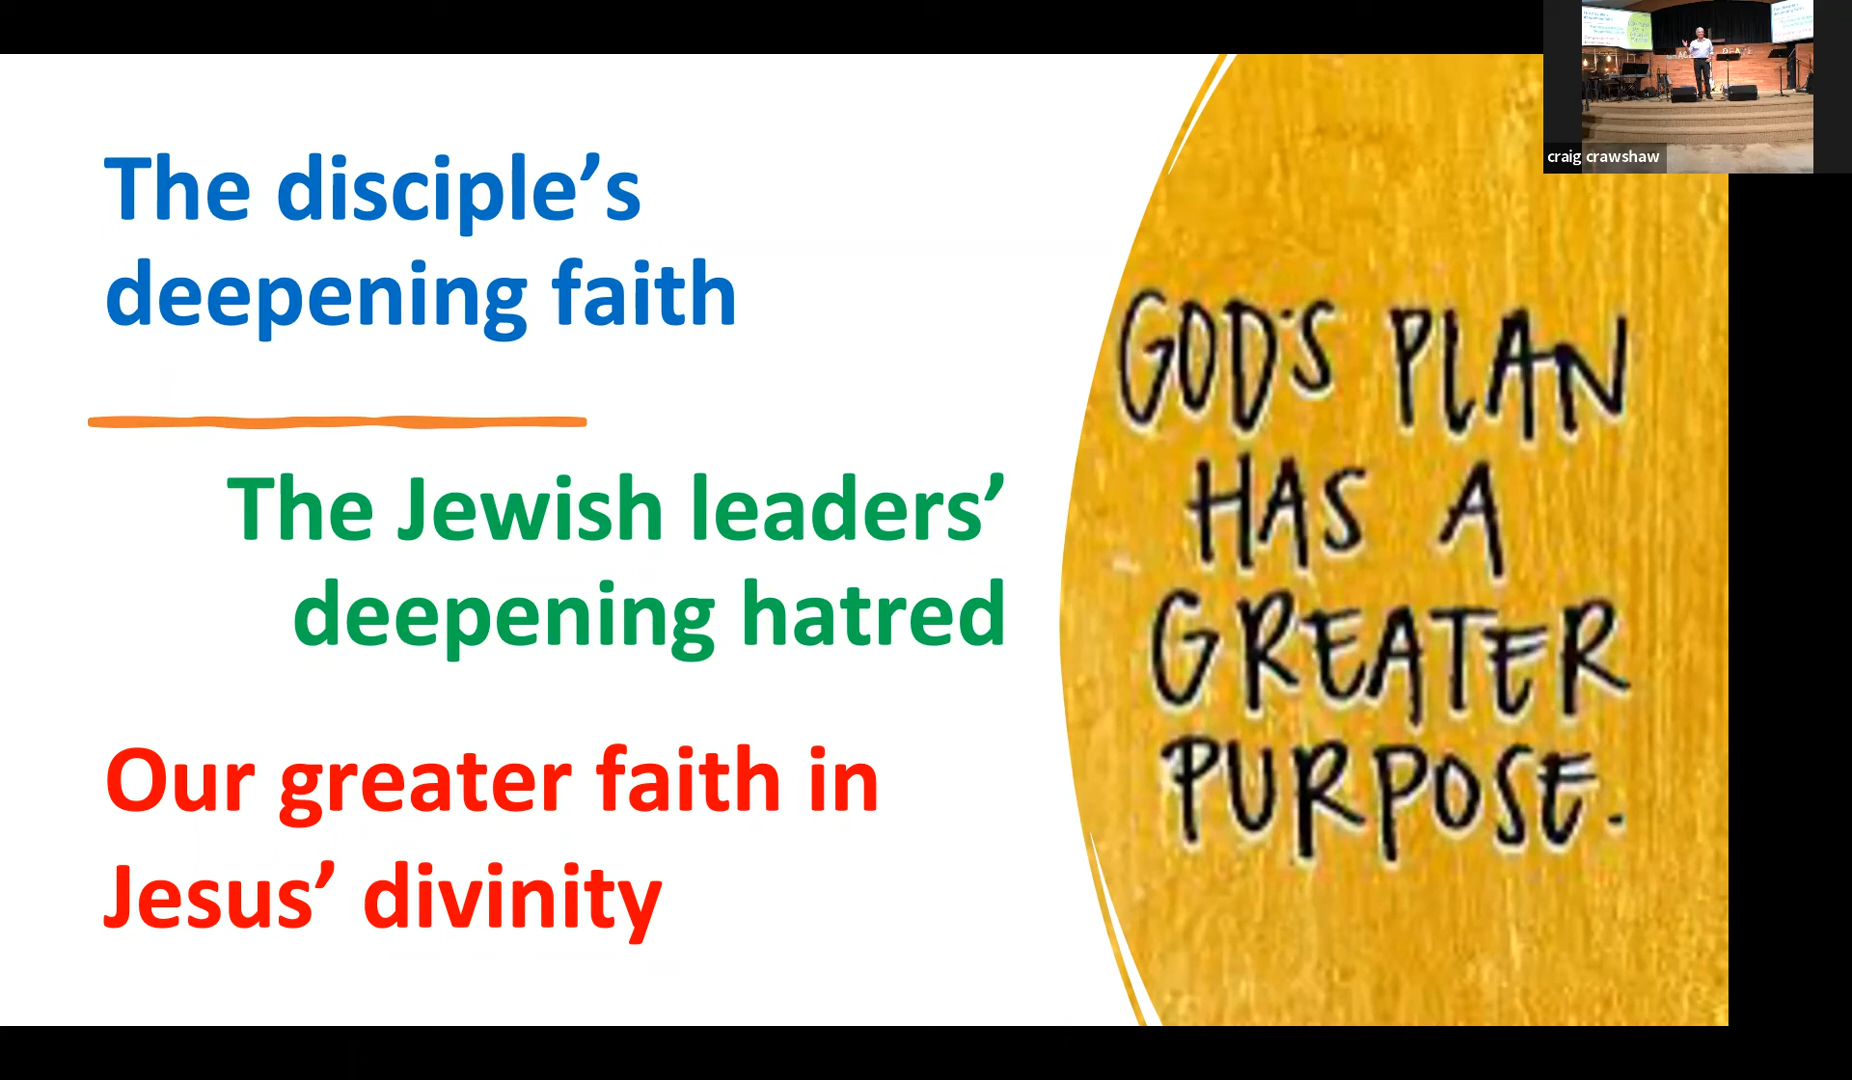 The disciple’s
deepening faith
The Jewish leaders’
deepening hatred
Our greater faith in
Jesus’ divinity
GOD'S PLAN
HAS A
GREATER
PURPOSE.
craig crawshaw